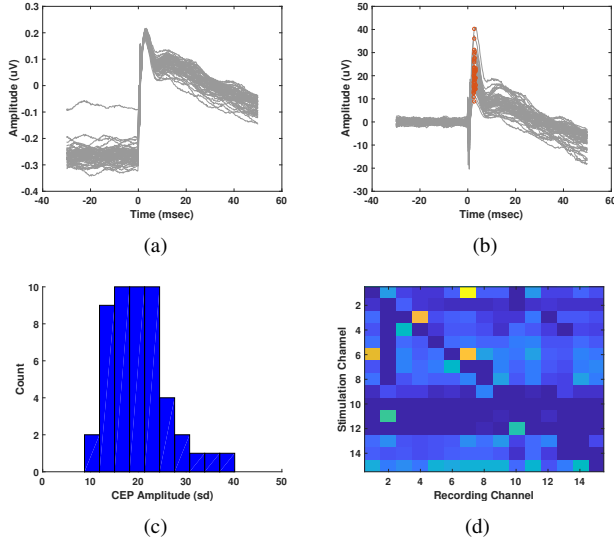 0.3
0.2
0.1
0
-0.1
-0.2
-0.3
-0.4
Amplitude (uV)
-40 -20 0 20 40 60
Time (msec)
(a)
50
40
30
20
10
0
-10
-20
-30
Amplitude (uV)
-40 -20 0 20 40 60
Time (msec)
(b)
10
8
6
4
2
0
Count
0 10 20 30 40 50
CEP Amplitude (sd)
(c)
2
4
6
8
10
12
14
Stimulation Channel
2 4 6 8 10 12 14
Recording Channel
(d)